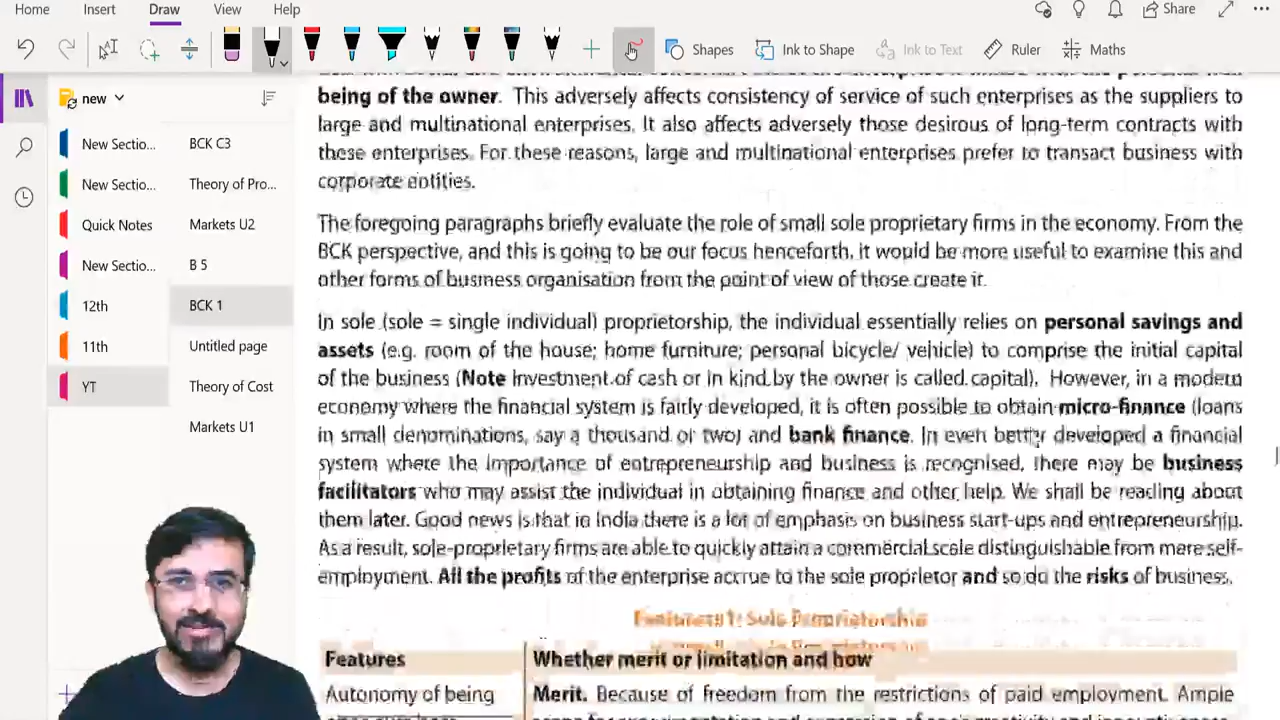 Home Insert Draw View Help Share
Shapes Ink to Shape Ink to Text Ruler Maths
new
New Sectio...
New Sectio...
Quick Notes
New Sectio...
12th
11th
YT
BCK C3
Theory of Pro...
Markets U2
B 5
BCK 1
Untitled page
Theory of Cost
Markets U1
being of the owner. This adversely affects consistency of service of such enterprises as the suppliers to
large and multinational enterprises. It also affects adversely those desirous of long-term contracts with
these enterprises. For these reasons, large and multinational enterprises prefer to transact business with
corporate entities.
The foregoing paragraphs briefly evaluate the role of small sole proprietary firms in the economy. From the
BCK perspective, and this is going to be our focus henceforth, it would be more useful to examine this and
other forms of business organisation from the point of view of those create it.
In sole (sole = single individual) proprietorship, the individual essentially relies on personal savings and
assets (e.g. room of the house; home furniture; personal bicycle/ vehicle) to comprise the initial capital
of the business (Note Investment of cash or in kind by the owner is called capital). However, in a modern
economy where the financial system is fairly developed, it is often possible to obtain micro-finance (loans
in small denominations, say a thousand or two) and bank finance. In even better developed a financial
system where the importance of entrepreneurship and business is recognised, there may be business
facilitators who may assist the individual in obtaining finance and other help. We shall be reading about
them later. Good news is that in India there is a lot of emphasis on business start-ups and entrepreneurship.
As a result, sole-proprietary firms are able to quickly attain a commercial scale distinguishable from mere self-
employment. All the profits of the enterprise accrue to the sole proprietor and so do the risks of business.
Sole Proprietorship
Features Whether merit or limitation and how
Autonomy of being Merit. Because of freedom from the restrictions of paid employment. Ample